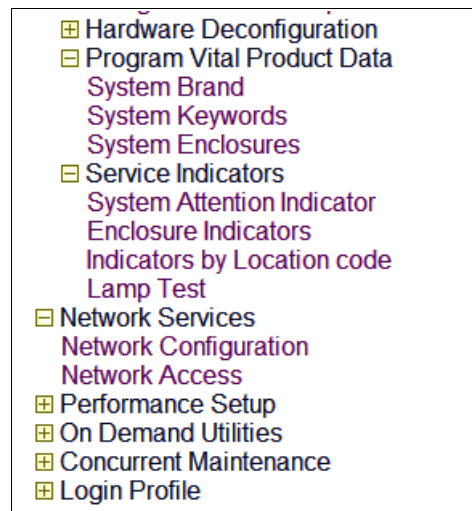 Hardware Deconfiguration
Program Vital Product Data
System Brand
System Keywords
System Enclosures
Service Indicators
System Attention Indicator
Enclosure Indicators
Indicators by Location code
Lamp Test
Network Services
Network Configuration
Network Access
Performance Setup
On Demand Utilities
Concurrent Maintenance
Login Profile